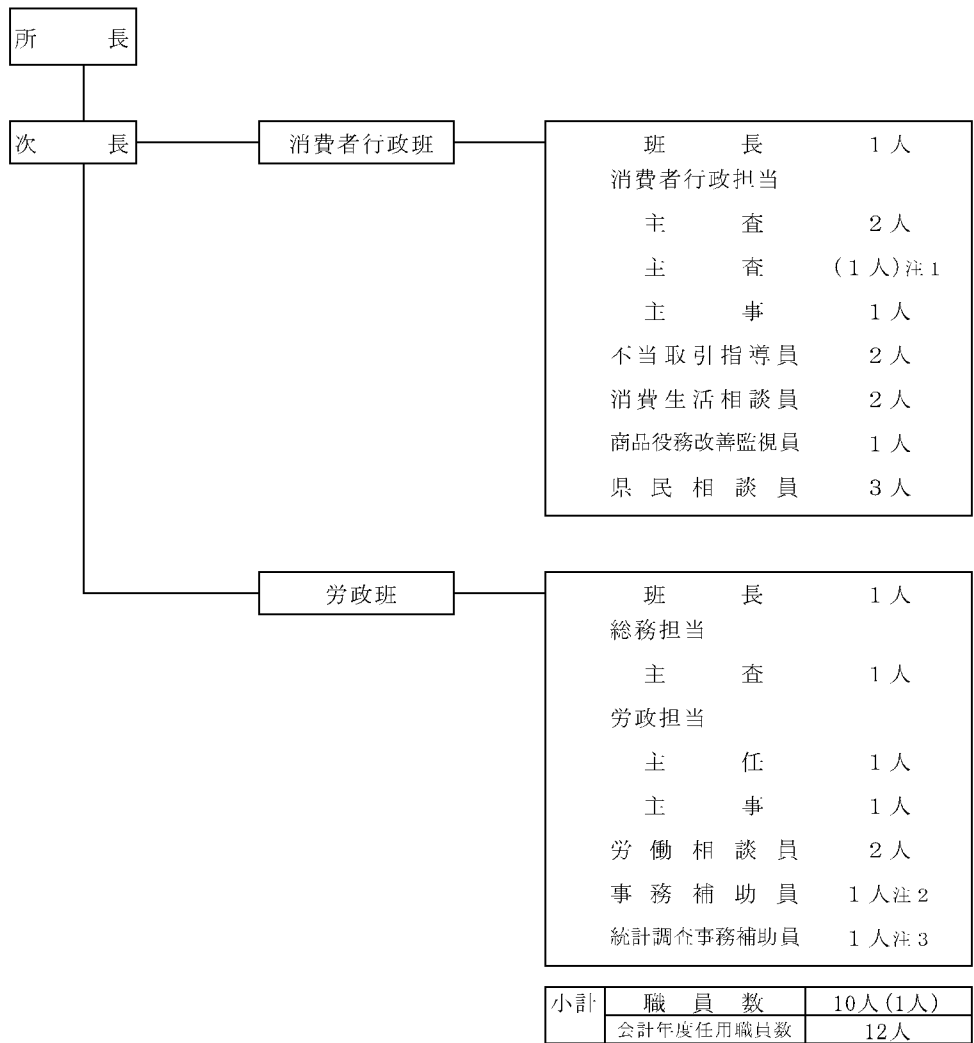 所長
次長 消費者行政班 班長 1人
消費者行政担当
主査 2人
主査 (1人)注1
主事 1人
不当取引指導員 2人
消費生活相談員 2人
商品役務改善監視員 1人
県民相談員 3人
労政班 班長 1人
総務担当
主査 1人
労政担当
主任 1人
主事 1人
労働相談員 2人
事務補助員 1人注2
統計調査事務補助員 1人注3
小計 職員数 10人(1人)
会計年度任用職員数 12人